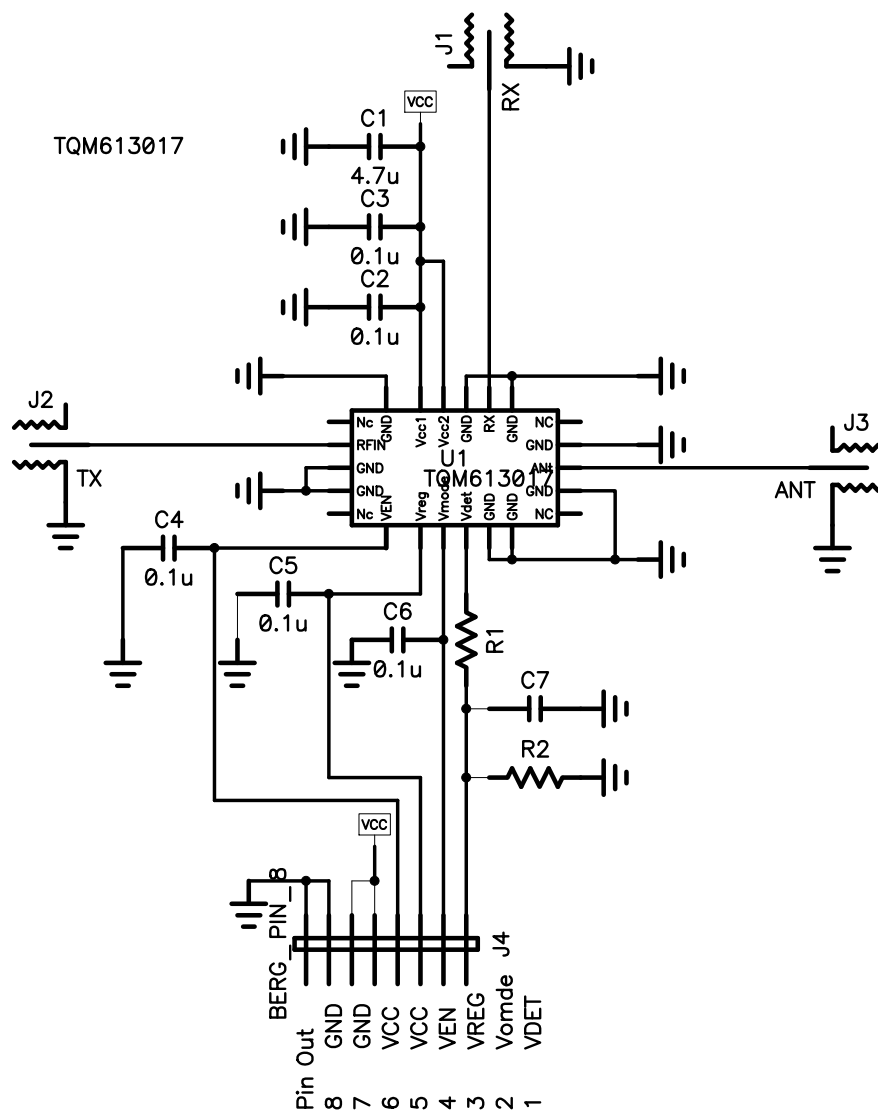 J1
RX
VCC
C1
TQM613017
4.7u
C3
0.1u
C2
0.1u
J2
TX
J3
ANT
Nc
GND
Vcc1
Vcc2
GND
RX
GND
NC
RFIN
GND
U1
TQM613017
GND
ANt
GND
GND
Nc
VEN
Vreg
Vmode
Vdet
GND
GND
NC
C4
0.1u
C5
0.1u
C6
0.1u
R1
C7
R2
VCC
BERG_PIN_8
J4
Pin Out
8 GND
7 GND
6 VCC
5 VCC
4 VEN
3 VREG
2 Vomde
1 VDET